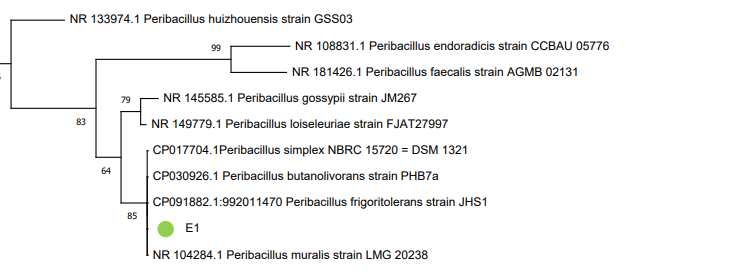 NR 133974.1 Peribacillus huizhouensis strain GSS03
99
NR 108831.1 Peribacillus endoradicis strain CCBAU 05776
NR 181426.1 Peribacillus faecalis strain AGMB 02131
79
NR 145585.1 Peribacillus gossypii strain JM267
83
NR 149779.1 Peribacillus loiseleuriae strain FJAT27997
CP017704.1Peribacillus simplex NBRC 15720 = DSM 1321
64
CP030926.1 Peribacillus butanolivorans strain PHB7a
CP091882.1:992011470 Peribacillus frigoritolerans strain JHS1
85
E1
NR 104284.1 Peribacillus muralis strain LMG 20238